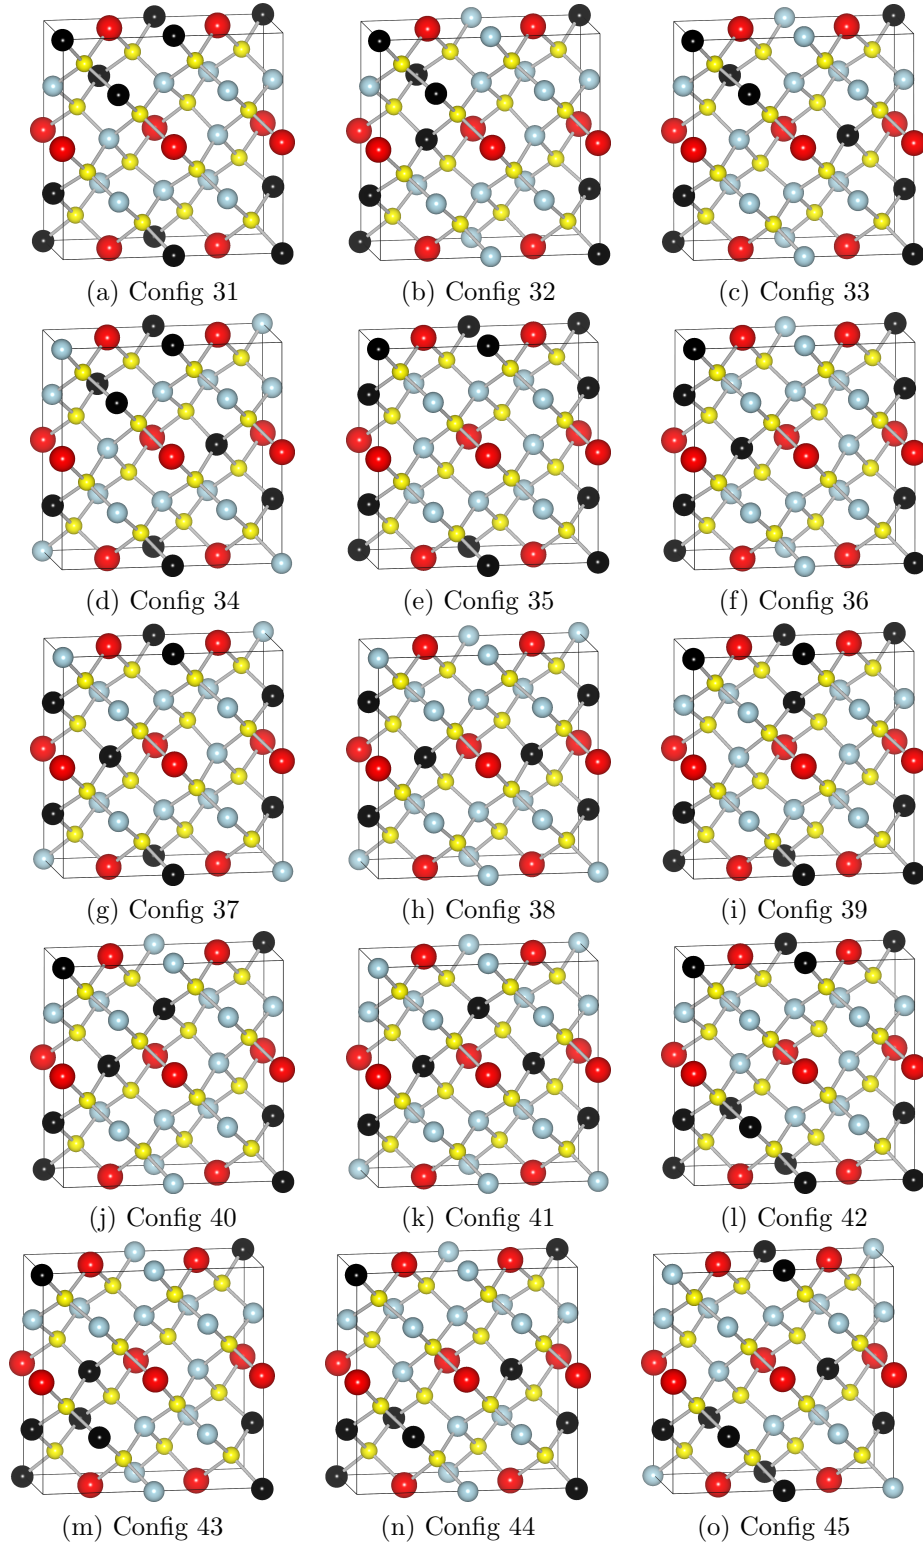 (a) Config 31
(b) Config 32
(c) Config 33
(d) Config 34
(e) Config 35
(f) Config 36
(g) Config 37
(h) Config 38
(i) Config 39
(j) Config 40
(k) Config 41
(l) Config 42
(m) Config 43
(n) Config 44
(o) Config 45